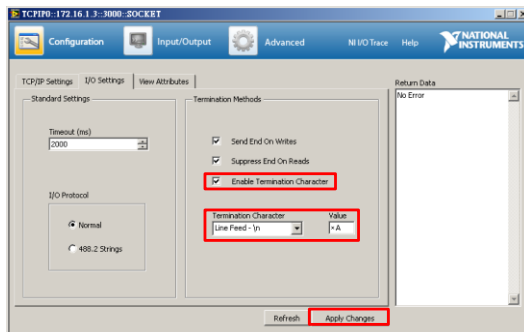 TCPIP0::172.16.1.3::3000::SOCKET
Configuration
Input/Output
Advanced
NI I/O Trace
Help
NATIONAL
INSTRUMENTS
TCP/IP Settings
I/O Settings
View Attributes
Return Data
No Error
Standard Settings
Timeout (ms)
2000
I/O Protocol
Normal
488.2 Strings
Termination Methods
Send End On Writes
Suppress End On Reads
Enable Termination Character
Termination Character
Value
Line Feed - \n
xA
Refresh
Apply Changes